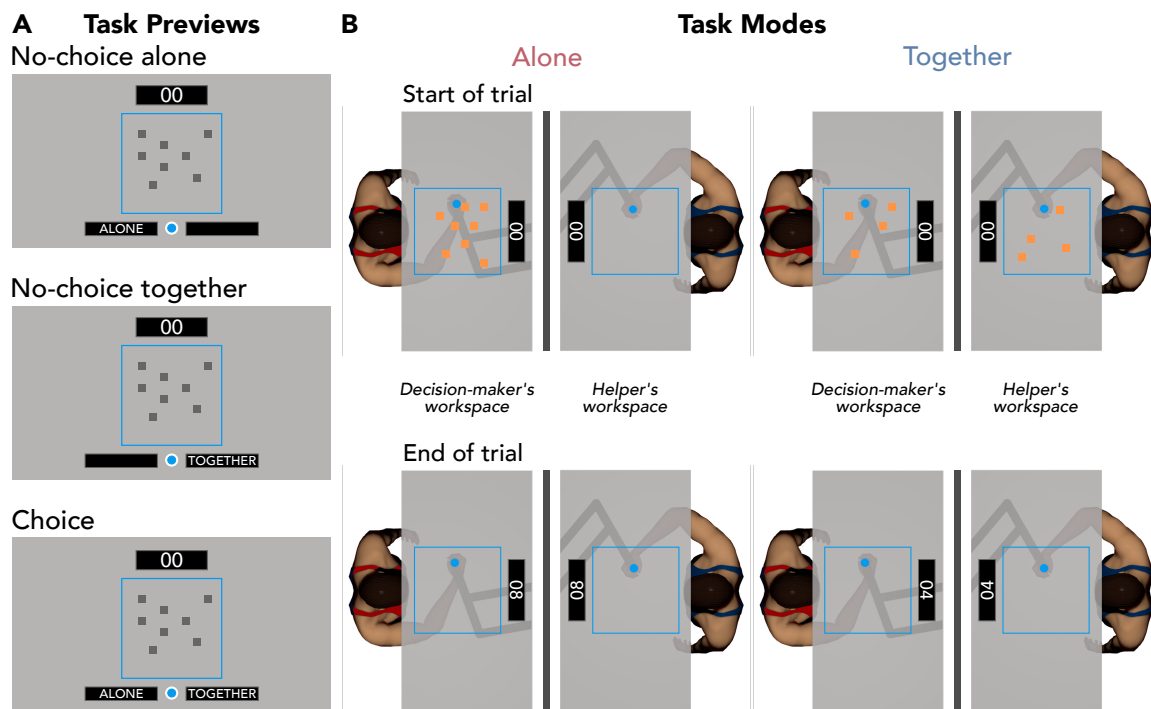 A Task Previews
No-choice alone
00
ALONE
No-choice together
00
TOGETHER
Choice
00
ALONE TOGETHER
B Task Modes
Alone Together
Start of trial
00 00 00 00
Decision-maker's workspace
Helper's workspace
Decision-maker's workspace
Helper's workspace
End of trial
08 08 04 04